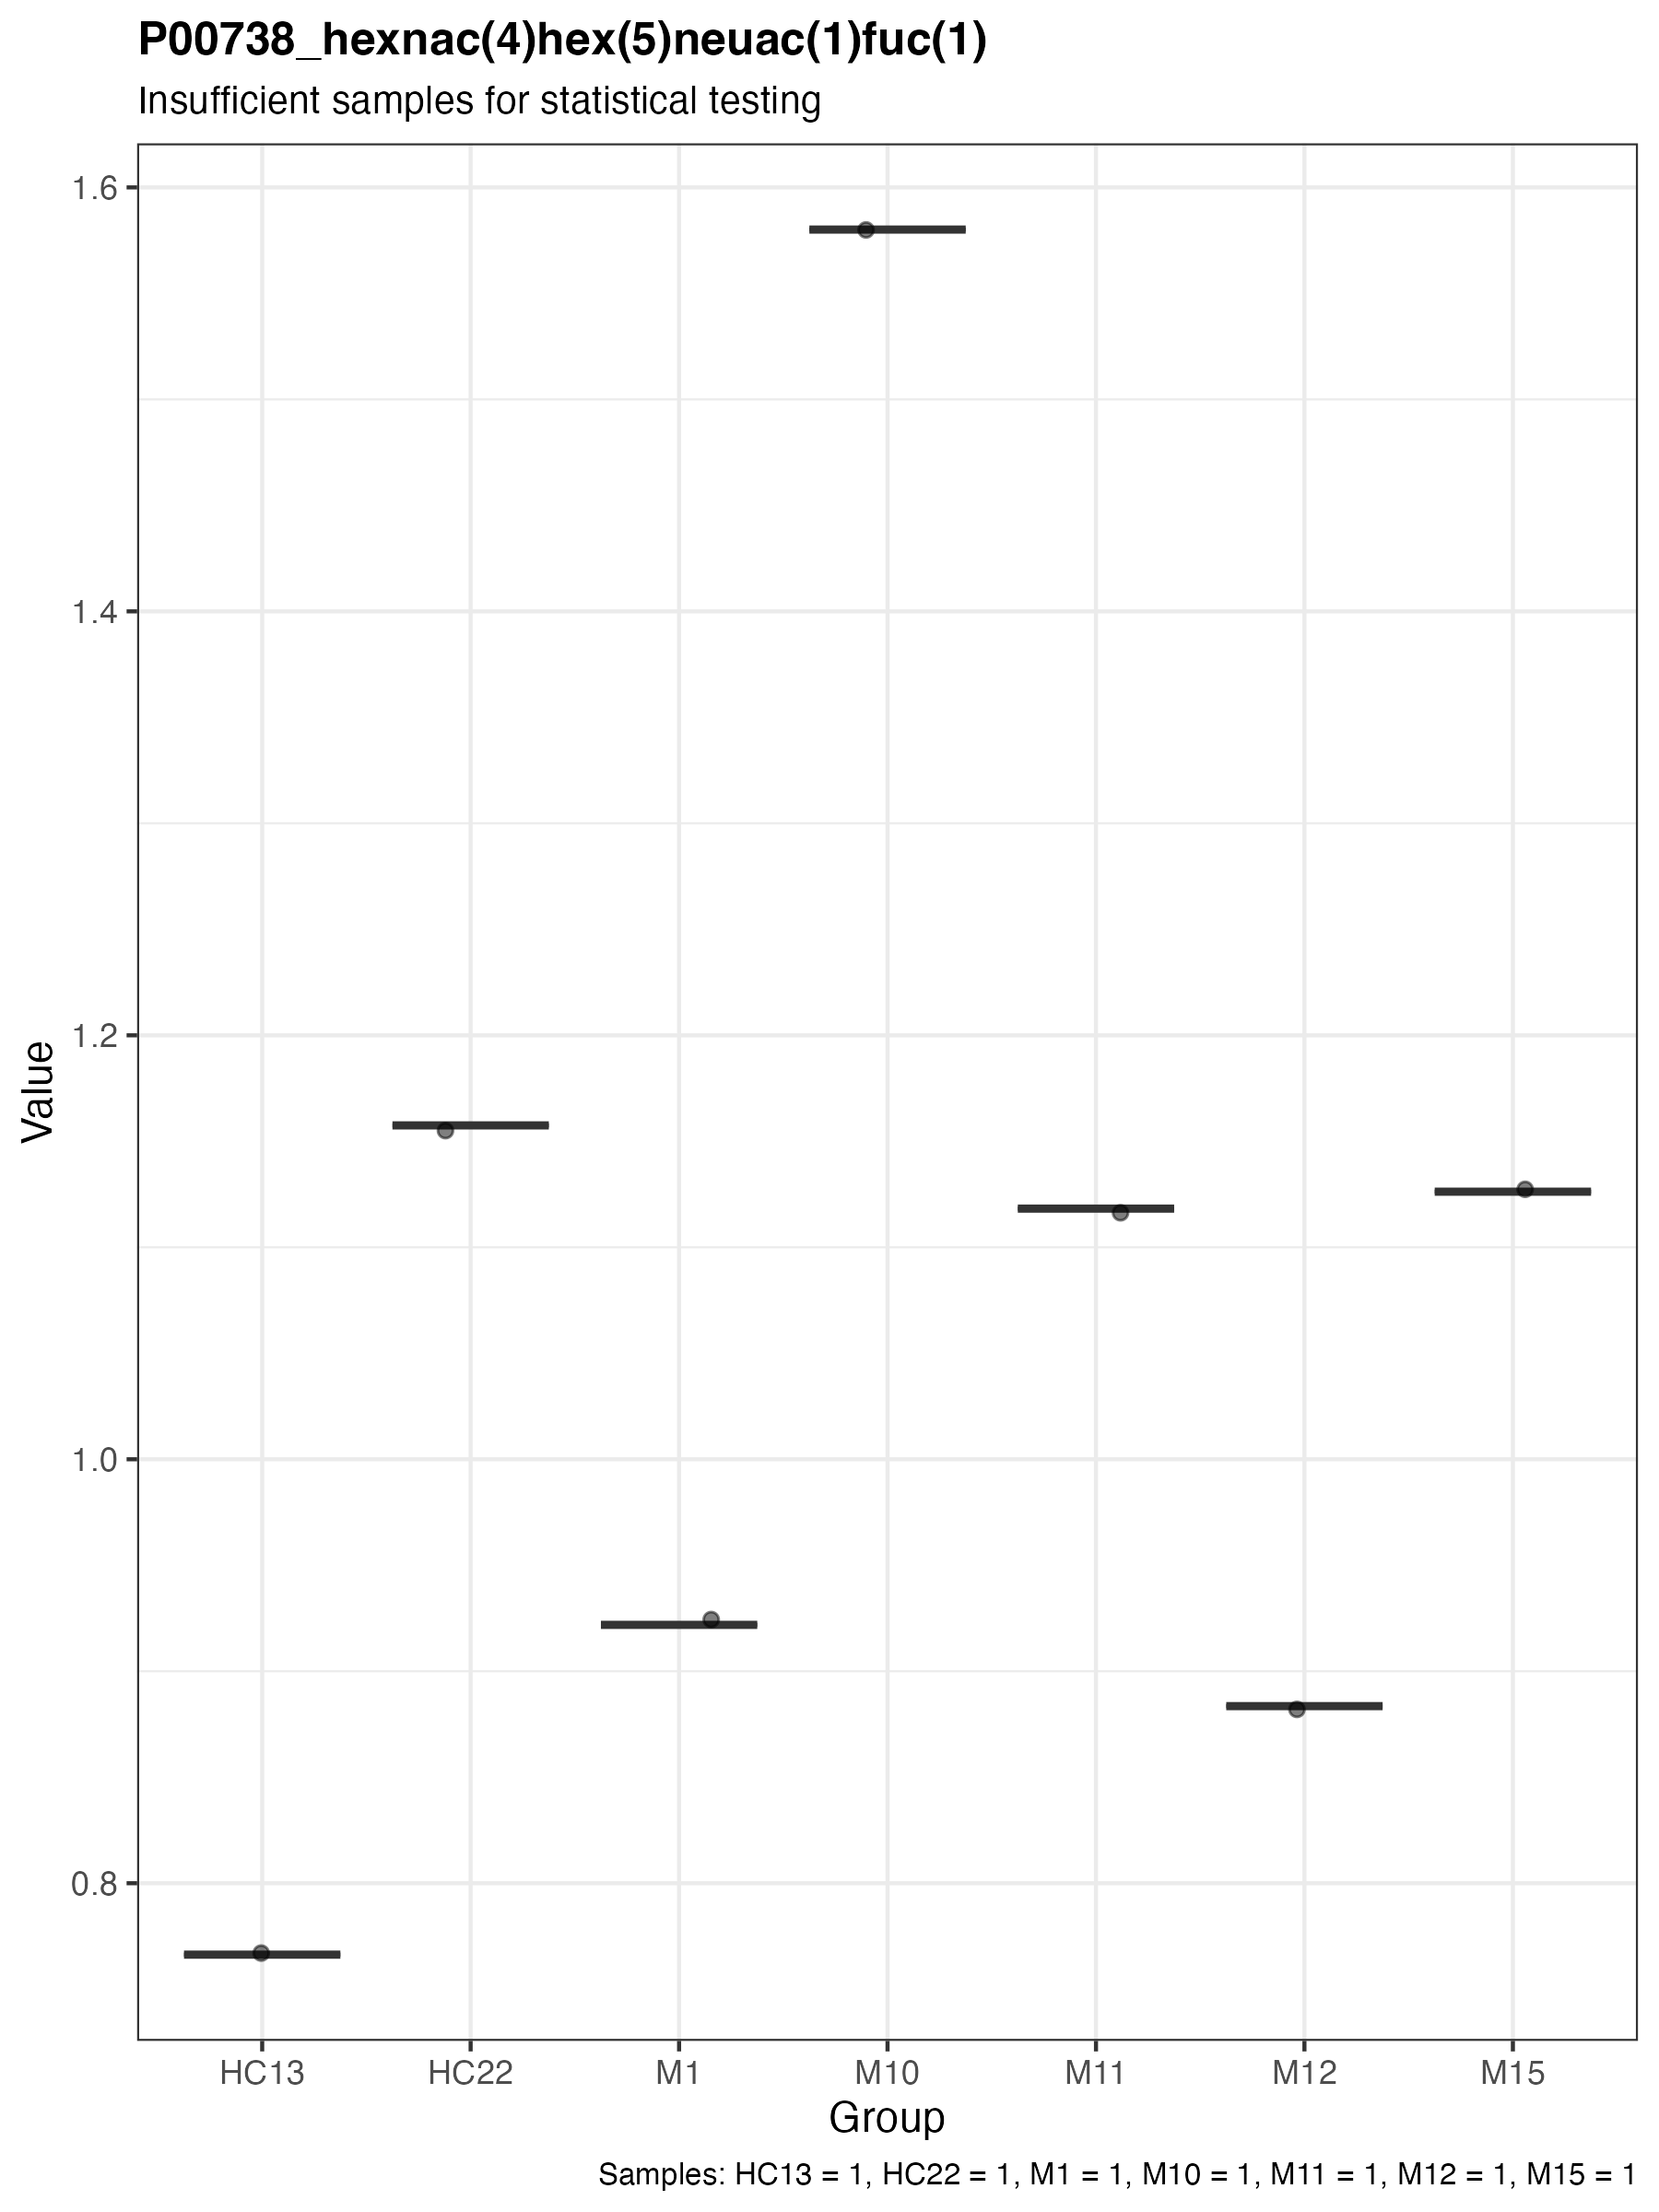 P00738_hexnac(4)hex(5)neuac(1)fuc(1)
Insufficient samples for statistical testing
1.6
1.4
1.2
1.0
0.8
Value
HC13 HC22 M1 M10 M11 M12 M15
Group
Samples: HC13 = 1, HC22 = 1, M1 = 1, M10 = 1, M11 = 1, M12 = 1, M15 = 1